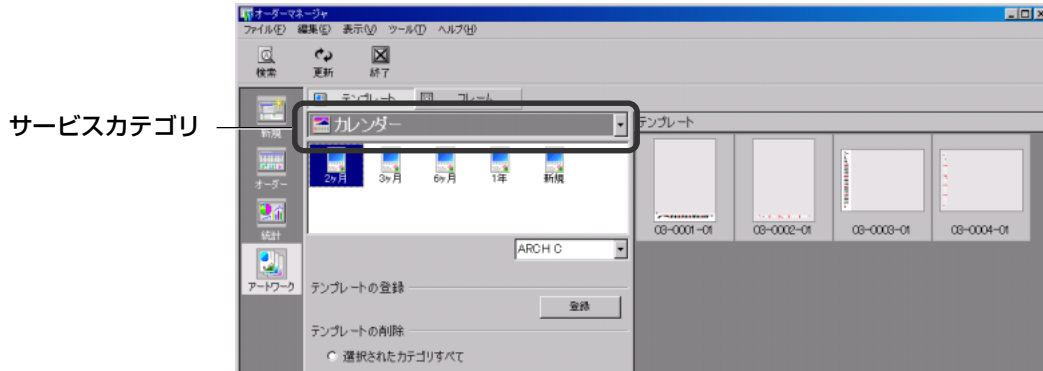 オーダーマネージャ
ファイル(F) 編集(E) 表示(V) ツール(T) ヘルプ(H)
検索 更新 終了
テンプレート フレーム
サービスカテゴリ
カレンダー
テンプレート
新規
オーダー
統計
アートワーク
2ヶ月 3ヶ月 6ヶ月 1年 新規
03-0001-01 03-0002-01 03-0003-01 03-0004-01
ARCH C
テンプレートの登録
登録
テンプレートの削除
選択されたカテゴリすべて